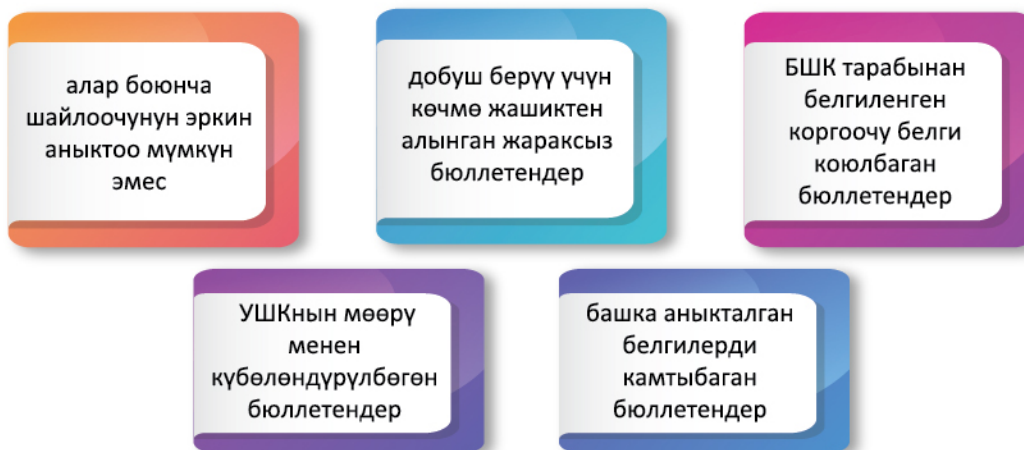 алар боюнча
шайлоочунун эркин
аныктоо мүмкүн
эмес
добуш берүү үчүн
көчмө жашиктен
алынган жараксыз
бюллетендер
БШК тарабынан
белгиленген
коргоочу белги
коюлбаган
бюллетендер
УШКнын мөөрү
менен
күбөлөндүрүлбөгөн
бюллетендер
башка аныкталган
белгилерди
камтыбаган
бюллетендер